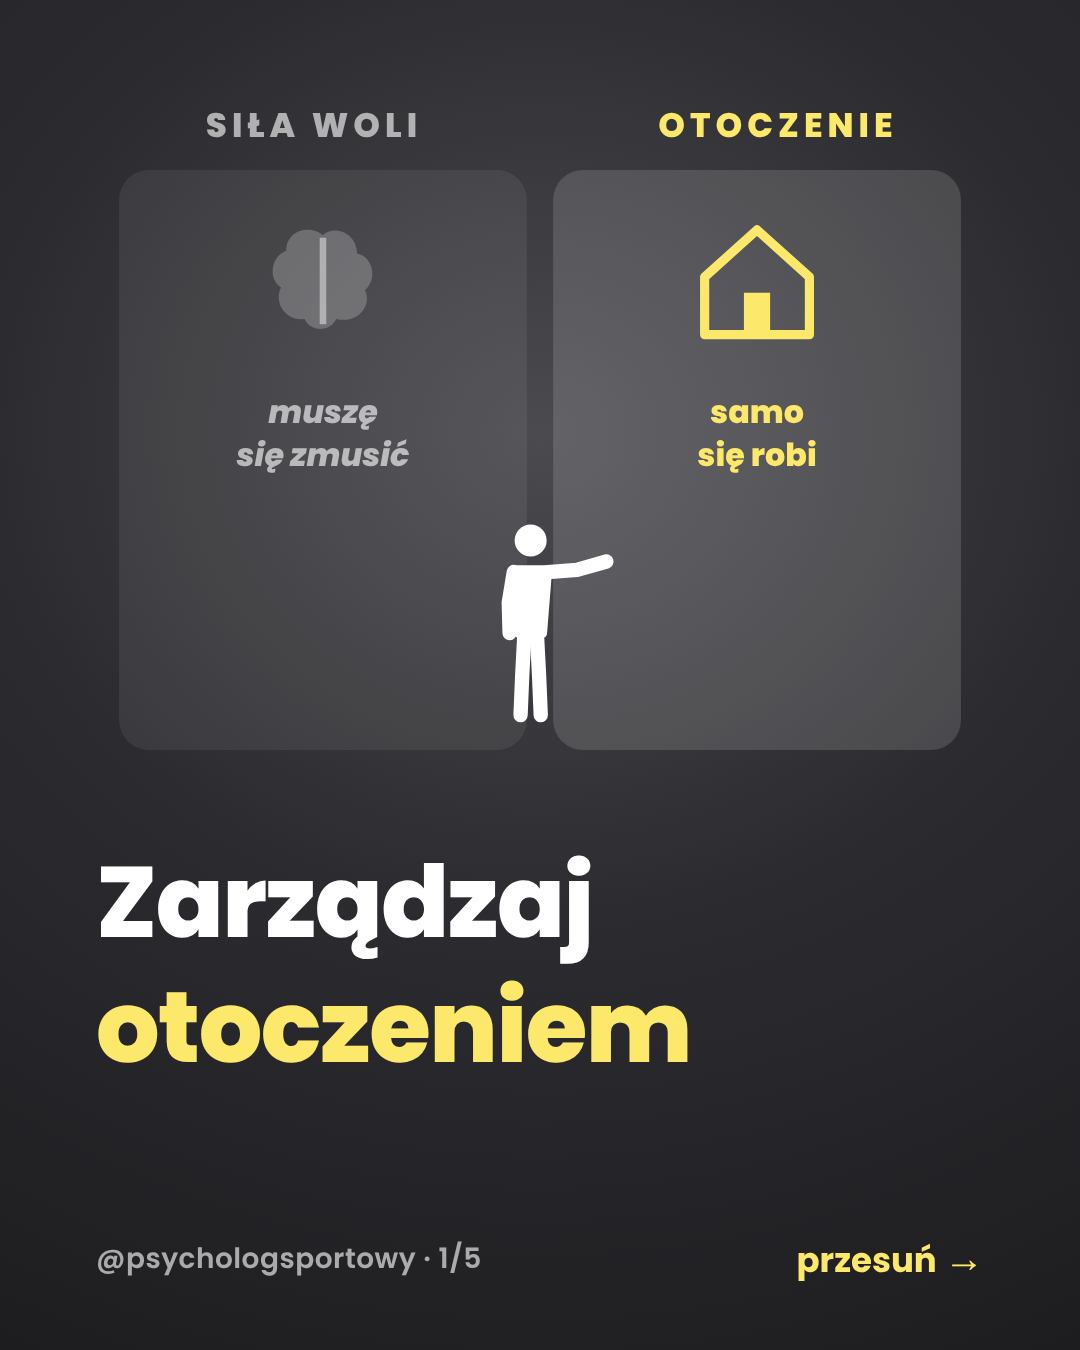 SIŁA WOLI
OTOCZENIE
muszę
się zmusić
samo
się robi
Zarządzaj
otoczeniem
@psychologsportowy · 1/5
przesuń →